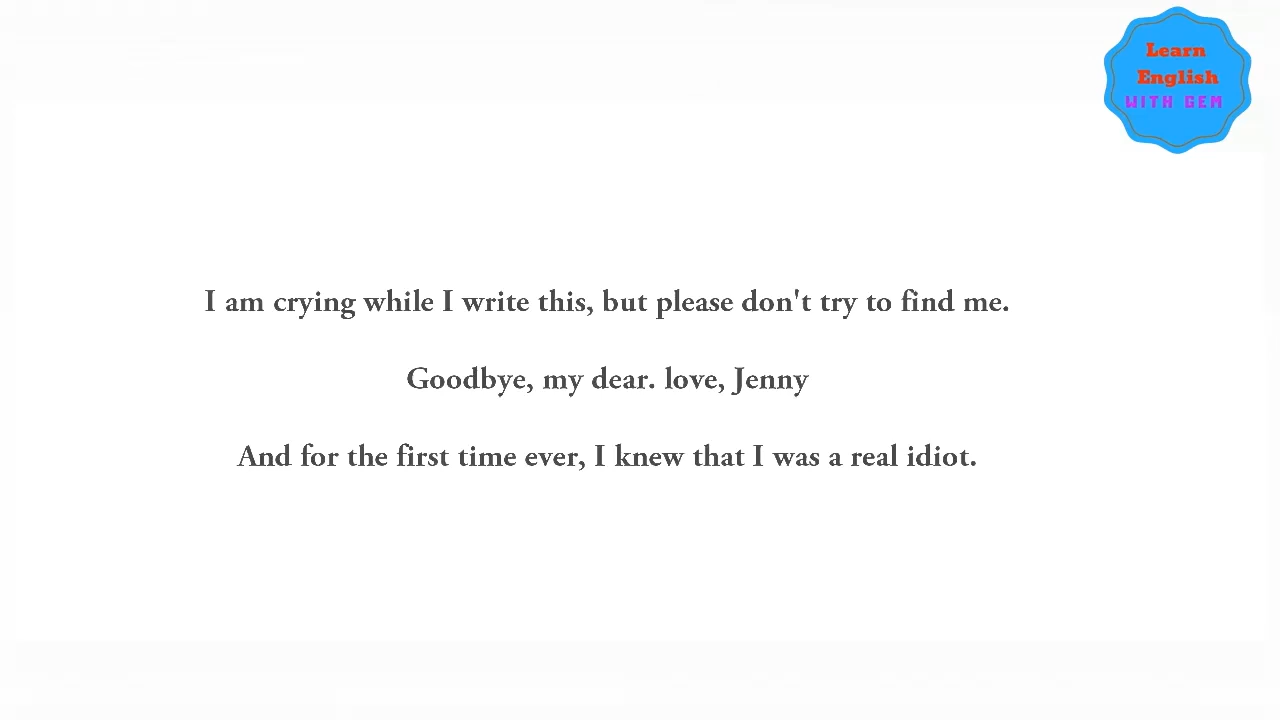 Learn
English
WITH GEM
I am crying while I write this, but please don't try to find me.
Goodbye, my dear. love, Jenny
And for the first time ever, I knew that I was a real idiot.